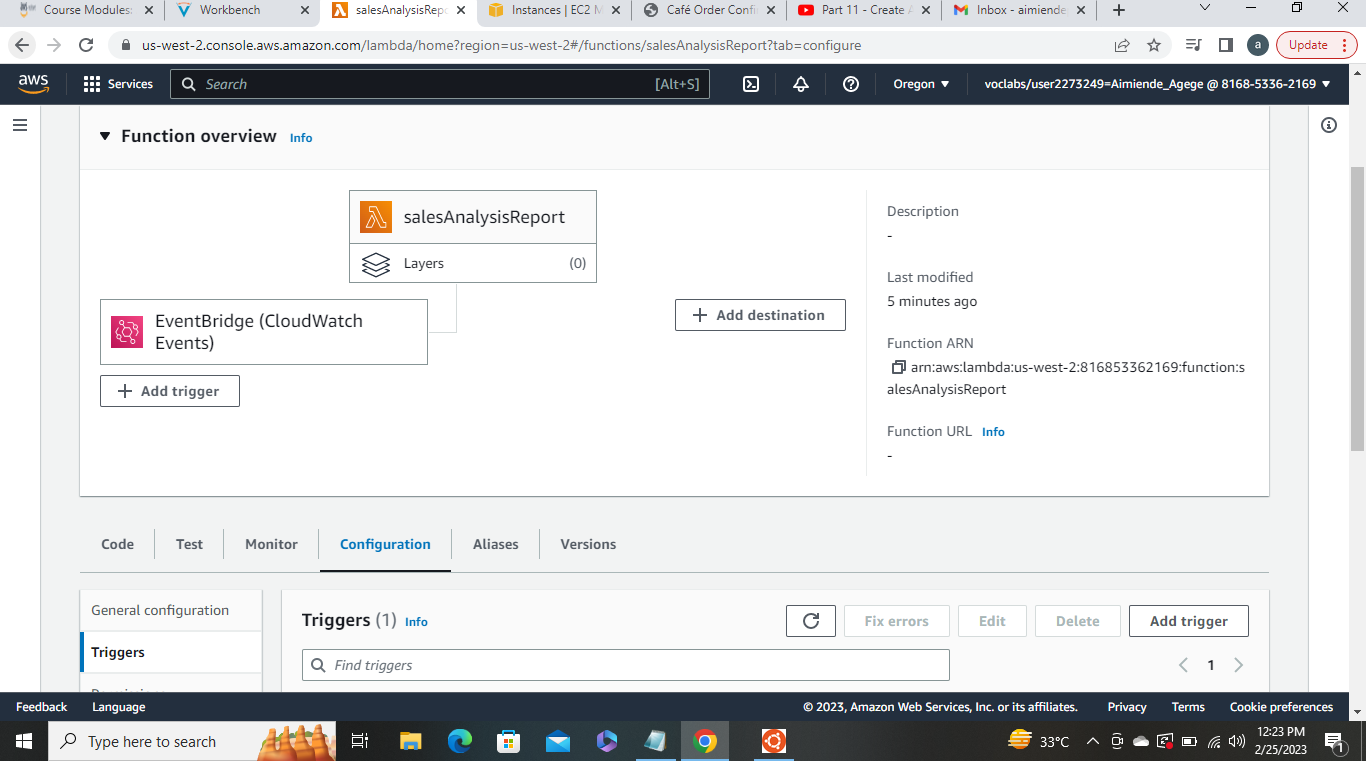 Course Modules:
Workbench
salesAnalysisRepo
Instances | EC2 M
Café Order Confi
Part 11 - Create
Inbox - aimiende
us-west-2.console.aws.amazon.com/lambda/home?region=us-west-2#/functions/salesAnalysisReport?tab=configure
a
Update
aws
Services
Search
[Alt+S]
Oregon
voclabs/user2273249=Aimiende_Agege @ 8168-5336-2169
Function overview Info
salesAnalysisReport
Layers (0)
EventBridge (CloudWatch
Events)
Add trigger
Add destination
Description
-
Last modified
5 minutes ago
Function ARN
arn:aws:lambda:us-west-2:816853362169:function:s
alesAnalysisReport
Function URL Info
-
Code
Test
Monitor
Configuration
Aliases
Versions
General configuration
Triggers
Permissions
Triggers (1) Info
Fix errors
Edit
Delete
Add trigger
Find triggers
1
Feedback
Language
© 2023, Amazon Web Services, Inc. or its affiliates.
Privacy
Terms
Cookie preferences
Type here to search
33°C
12:23 PM
2/25/2023
1